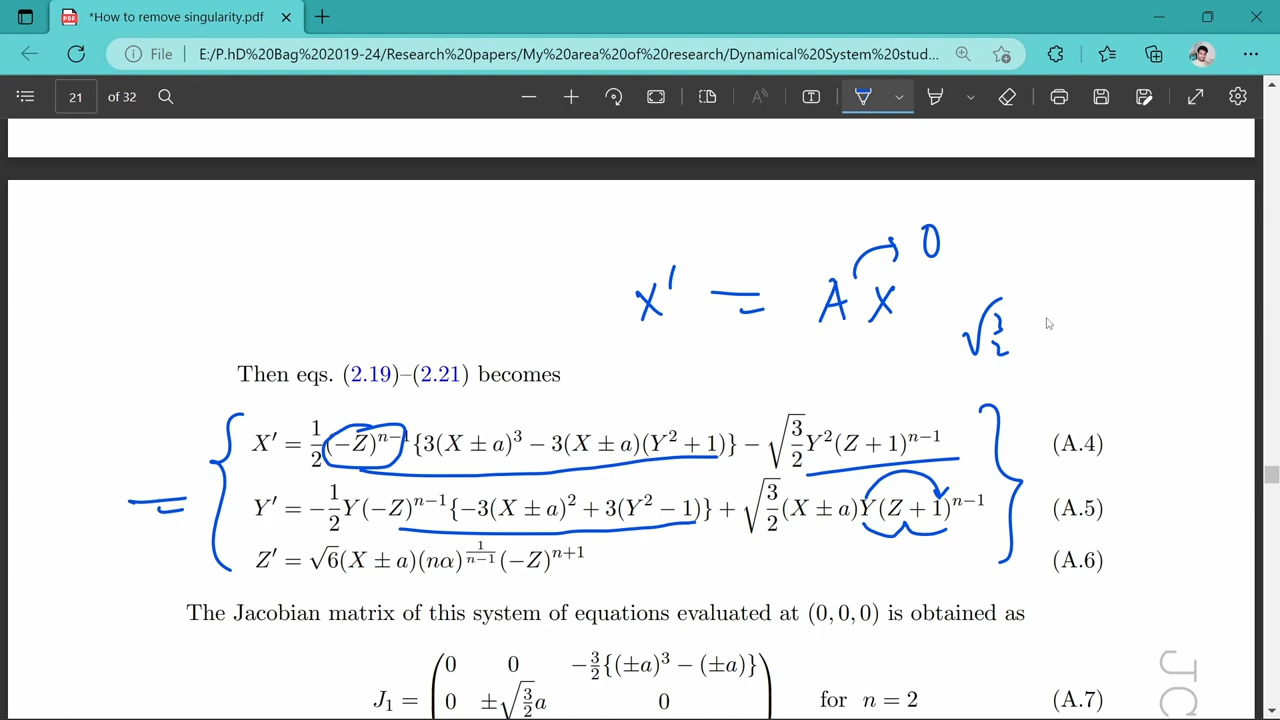 *How to remove singularity.pdf
File E:/P.hD%20Bag%202019-24/Research%20papers/My%20area%20of%20research/Dynamical%20System%20stud...
21 of 32
0
X' = A X
√3/2
Then eqs. (2.19)–(2.21) becomes
X′ = 1/2(−Z)^{n−1}{3(X ± a)^3 − 3(X ± a)(Y^2 + 1)} − √(3/2)Y^2(Z + 1)^{n−1} (A.4)
Y′ = −1/2Y(−Z)^{n−1}{−3(X ± a)^2 + 3(Y^2 − 1)} + √(3/2)(X ± a)Y(Z + 1)^{n−1} (A.5)
Z′ = √6(X ± a)(nα)^{1/(n−1)}(−Z)^{n+1} (A.6)
The Jacobian matrix of this system of equations evaluated at (0, 0, 0) is obtained as
0 0 −3/2{(±a)^3 − (±a)}
J_1 = 0 ±√(3/2)a 0 for n = 2 (A.7)
JC